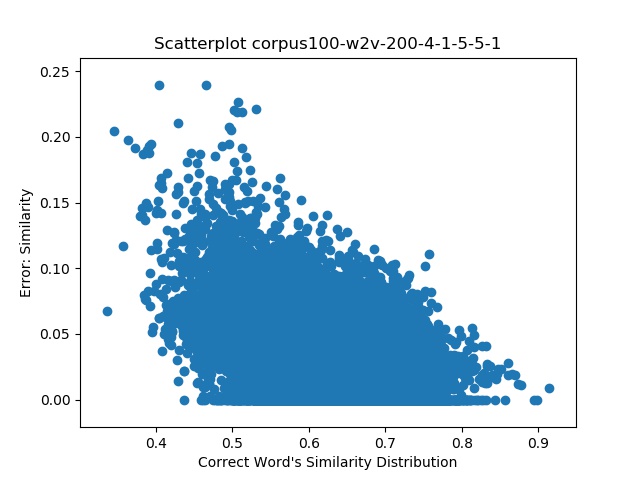 Scatterplot corpus100-w2v-200-4-1-5-5-1
0.25
0.20
0.15
0.10
0.05
0.00
Error: Similarity
0.4 0.5 0.6 0.7 0.8 0.9
Correct Word's Similarity Distribution